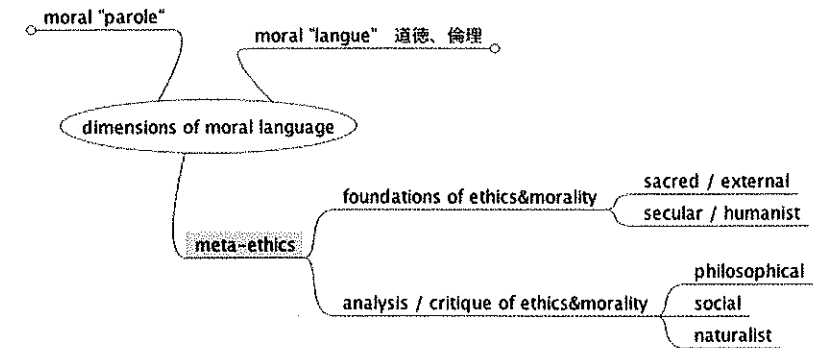 moral "parole"
moral "langue" 道徳、倫理
dimensions of moral language
foundations of ethics&morality
sacred / external
secular / humanist
meta-ethics
analysis / critique of ethics&morality
philosophical
social
naturalist